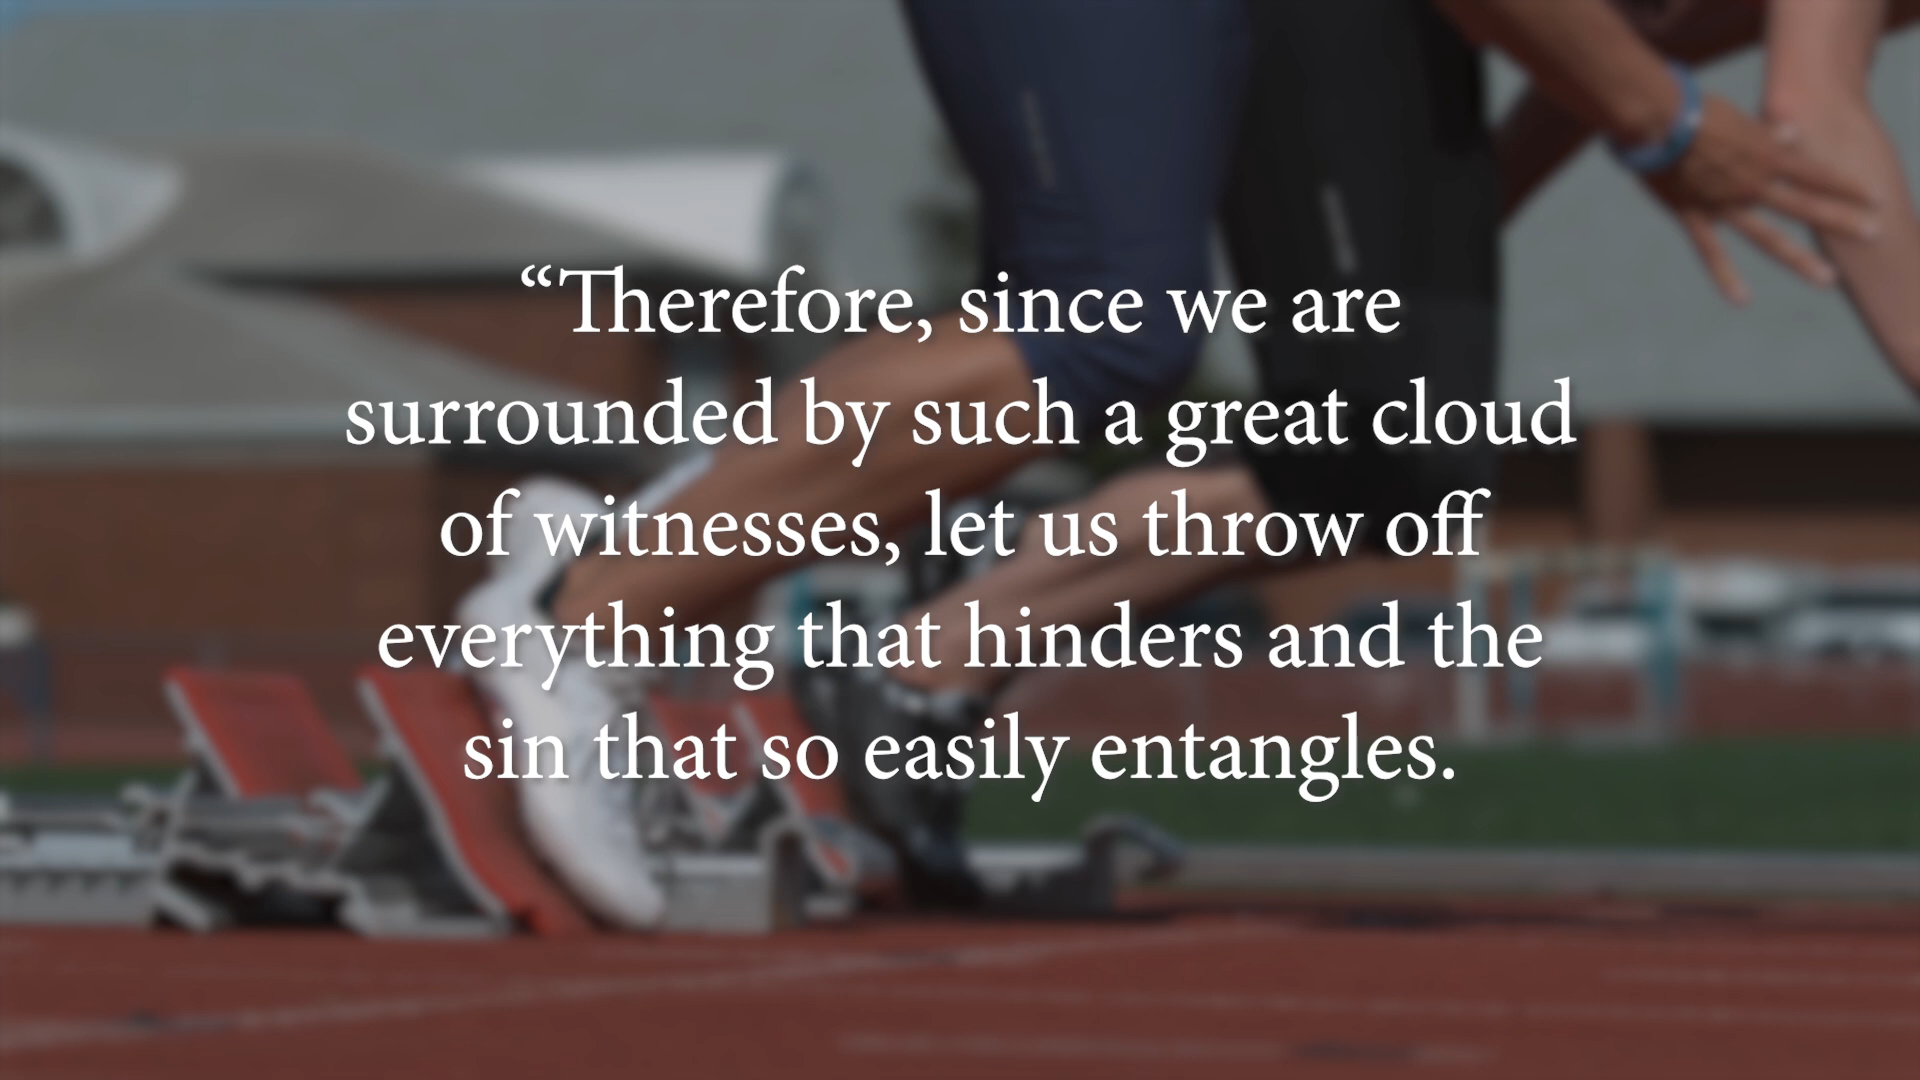 “Therefore, since we are
surrounded by such a great cloud
of witnesses, let us throw off
everything that hinders and the
sin that so easily entangles.